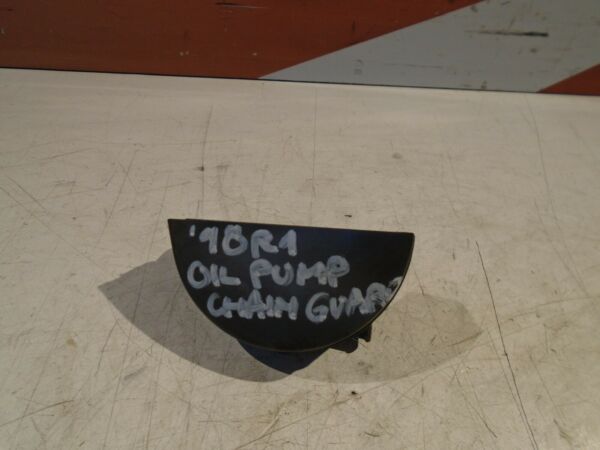 '18 R1
OIL PUMP
CHAIN GUARD